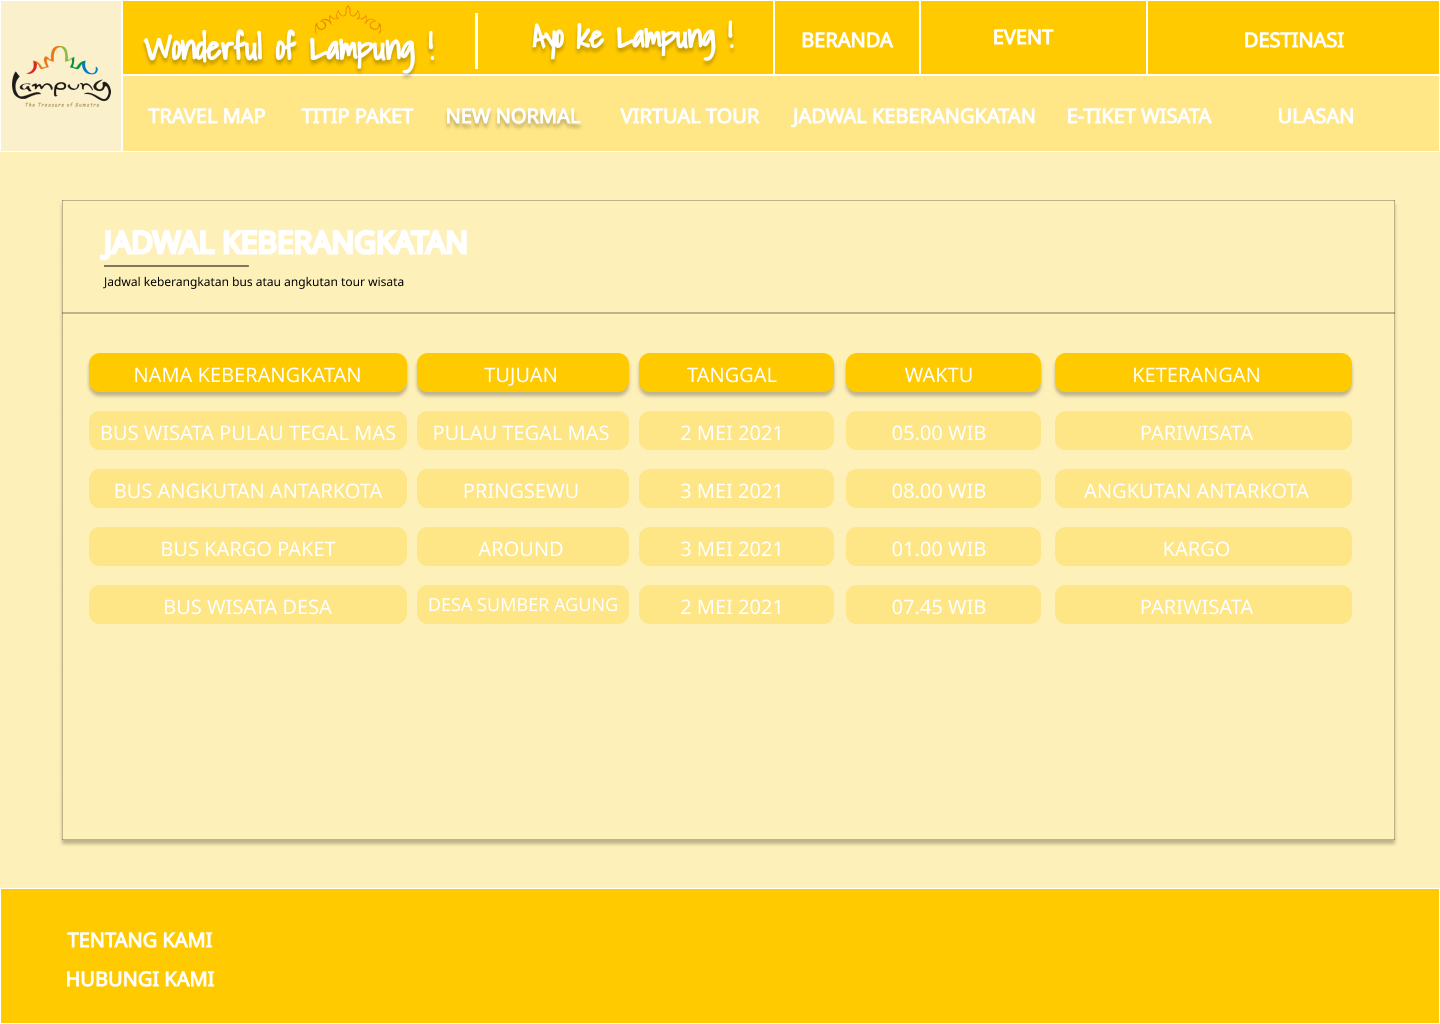 Lampung
The Treasure of Sumatra
Wonderful of Lampung !
Ayo ke Lampung !
BERANDA
EVENT
DESTINASI
TRAVEL MAP
TITIP PAKET
NEW NORMAL
VIRTUAL TOUR
JADWAL KEBERANGKATAN
E-TIKET WISATA
ULASAN
JADWAL KEBERANGKATAN
Jadwal keberangkatan bus atau angkutan tour wisata
NAMA KEBERANGKATAN TUJUAN TANGGAL WAKTU KETERANGAN
BUS WISATA PULAU TEGAL MAS PULAU TEGAL MAS 2 MEI 2021 05.00 WIB PARIWISATA
BUS ANGKUTAN ANTARKOTA PRINGSEWU 3 MEI 2021 08.00 WIB ANGKUTAN ANTARKOTA
BUS KARGO PAKET AROUND 3 MEI 2021 01.00 WIB KARGO
BUS WISATA DESA DESA SUMBER AGUNG 2 MEI 2021 07.45 WIB PARIWISATA
TENTANG KAMI
HUBUNGI KAMI